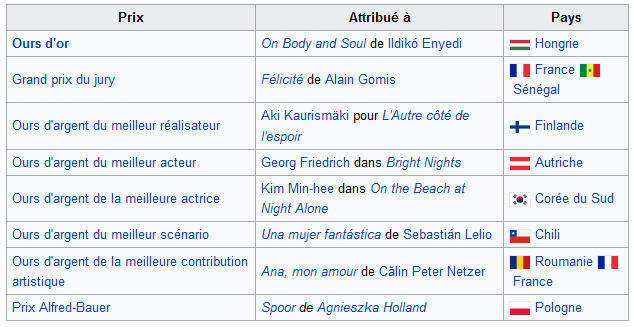 Prix Attribué à Pays
Ours d'or On Body and Soul de Ildikó Enyedi Hongrie
Grand prix du jury Félicité de Alain Gomis France
Sénégal
Ours d'argent du meilleur réalisateur Aki Kaurismäki pour L'Autre côté de
l'espoir Finlande
Ours d'argent du meilleur acteur Georg Friedrich dans Bright Nights Autriche
Ours d'argent de la meilleure actrice Kim Min-hee dans On the Beach at
Night Alone Corée du Sud
Ours d'argent du meilleur scénario Una mujer fantástica de Sebastián Lelio Chili
Ours d'argent de la meilleure contribution
artistique Ana, mon amour de Călin Peter Netzer Roumanie
France
Prix Alfred-Bauer Spoor de Agnieszka Holland Pologne